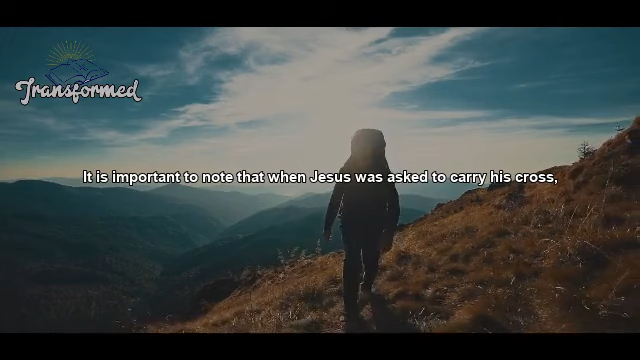 Transformed
It is important to note that when Jesus was asked to carry his cross,